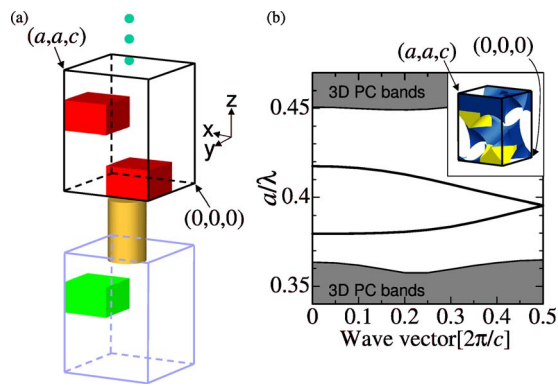 (a)
(a,a,c)
z
x
y
(0,0,0)
(b)
(a,a,c)
(0,0,0)
3D PC bands
0.45
a/λ
0.4
0.35
3D PC bands
0 0.1 0.2 0.3 0.4 0.5
Wave vector[2π/c]